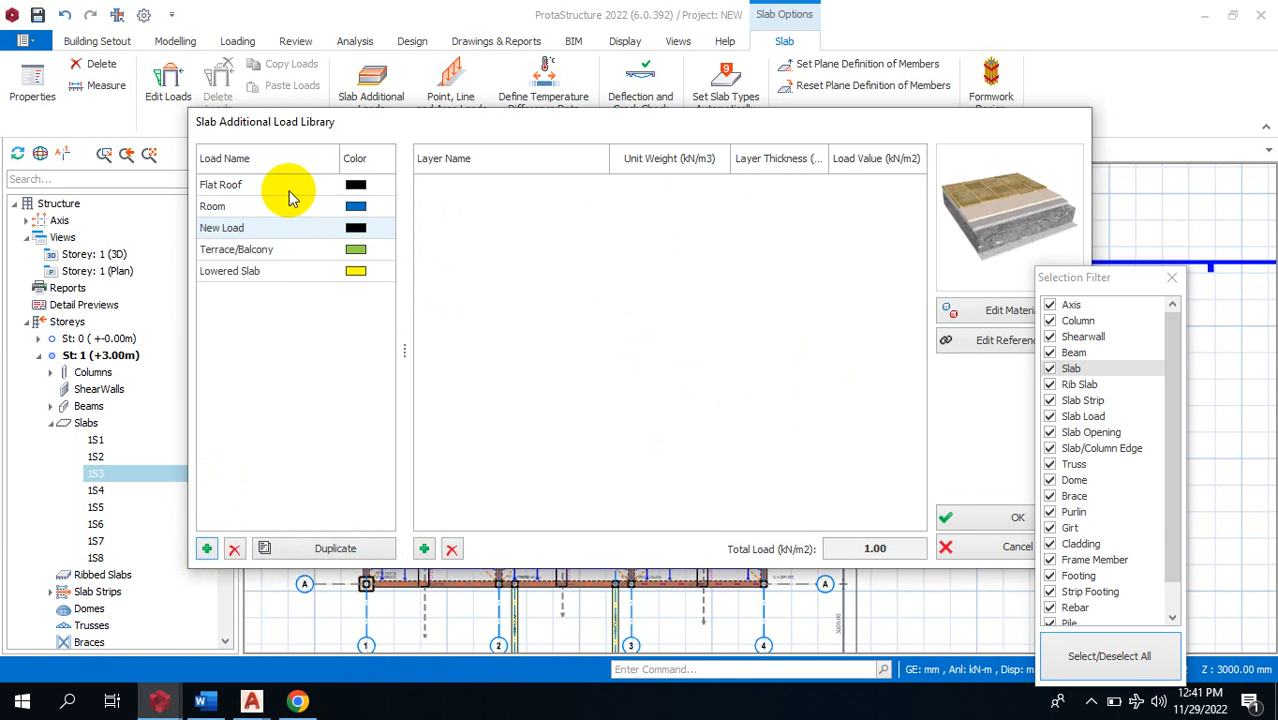 ProtaStructure 2022 (6.0.392) / Project: NEW
Slab Options
Building Setout
Modelling
Loading
Review
Analysis
Design
Drawings & Reports
BIM
Display
Views
Help
Slab
Properties
Delete
Measure
Edit Loads
Delete
Copy Loads
Paste Loads
Slab Additional
Point, Line
Define Temperature
Deflection and
Set Slab Types
Set Plane Definition of Members
Reset Plane Definition of Members
Formwork
Search...
Structure
Axis
Views
Storey: 1 (3D)
Storey: 1 (Plan)
Reports
Detail Previews
Storeys
St: 0 ( +-0.00m)
St: 1 (+3.00m)
Columns
ShearWalls
Beams
Slabs
1S1
1S2
1S3
1S4
1S5
1S6
1S7
1S8
Ribbed Slabs
Slab Strips
Domes
Trusses
Braces
Slab Additional Load Library
Load Name
Color
Flat Roof
Room
New Load
Terrace/Balcony
Lowered Slab
Duplicate
Layer Name
Unit Weight (kN/m3)
Layer Thickness (...
Load Value (kN/m2)
Total Load (kN/m2):
1.00
Edit Materi
Edit Referen
OK
Cancel
Selection Filter
Axis
Column
Shearwall
Beam
Slab
Rib Slab
Slab Strip
Slab Load
Slab Opening
Slab/Column Edge
Truss
Dome
Brace
Purlin
Girt
Cladding
Frame Member
Footing
Strip Footing
Rebar
Pile
Select/Deselect All
A
A
1
2
3
4
Enter Command...
GE: mm, Anl: kN-m, Disp: m
Z : 3000.00 mm
12:41 PM
11/29/2022